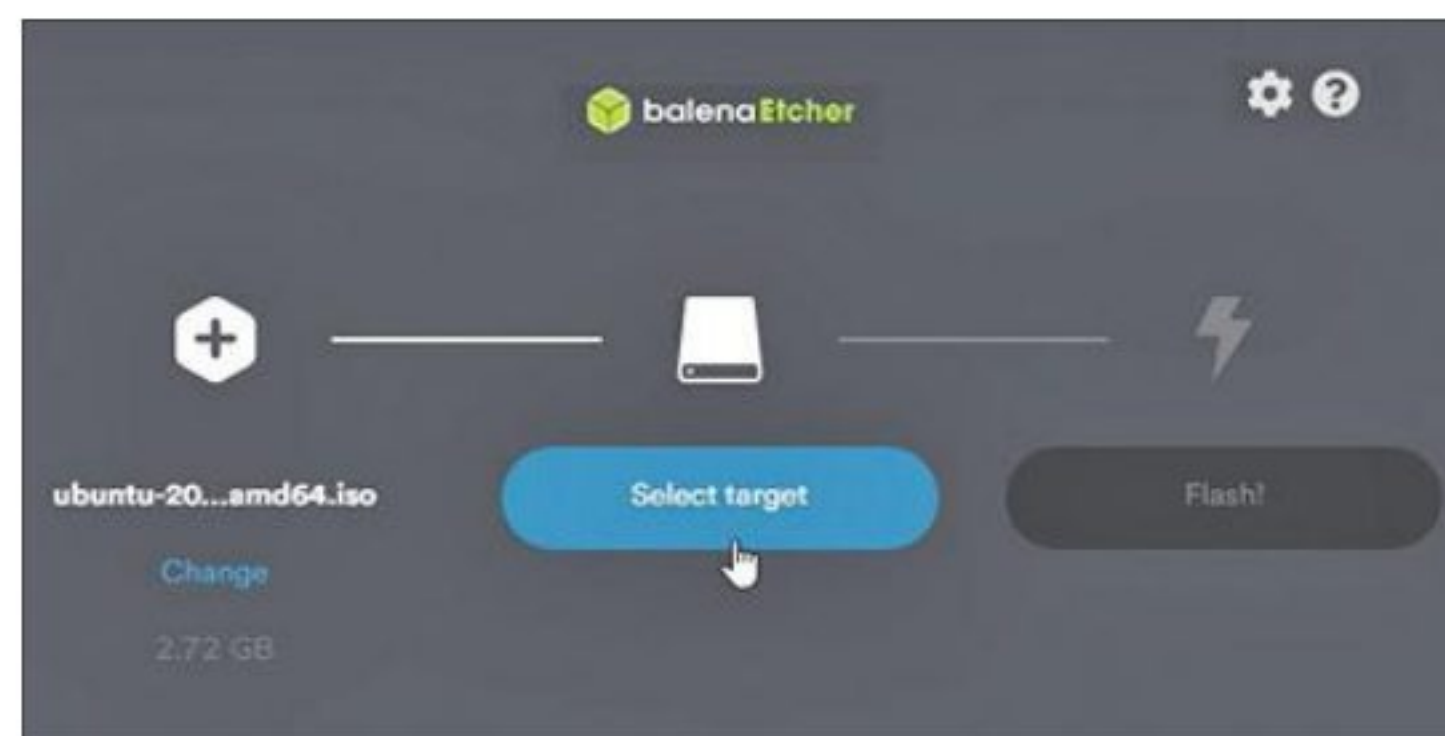 balenaEtcher
ubuntu-20...amd64.iso
Select target
Flash!
Change
2.72 GB